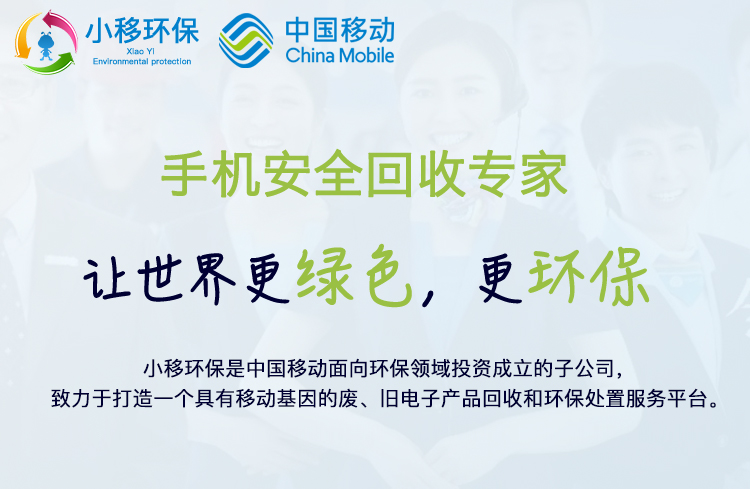 小移环保
Xiao Yi
Environmental protection
中国移动
China Mobile
手机安全回收专家
让世界更绿色，更环保
小移环保是中国移动面向环保领域投资成立的子公司，
致力于打造一个具有移动基因的废、旧电子产品回收和环保处置服务平台。